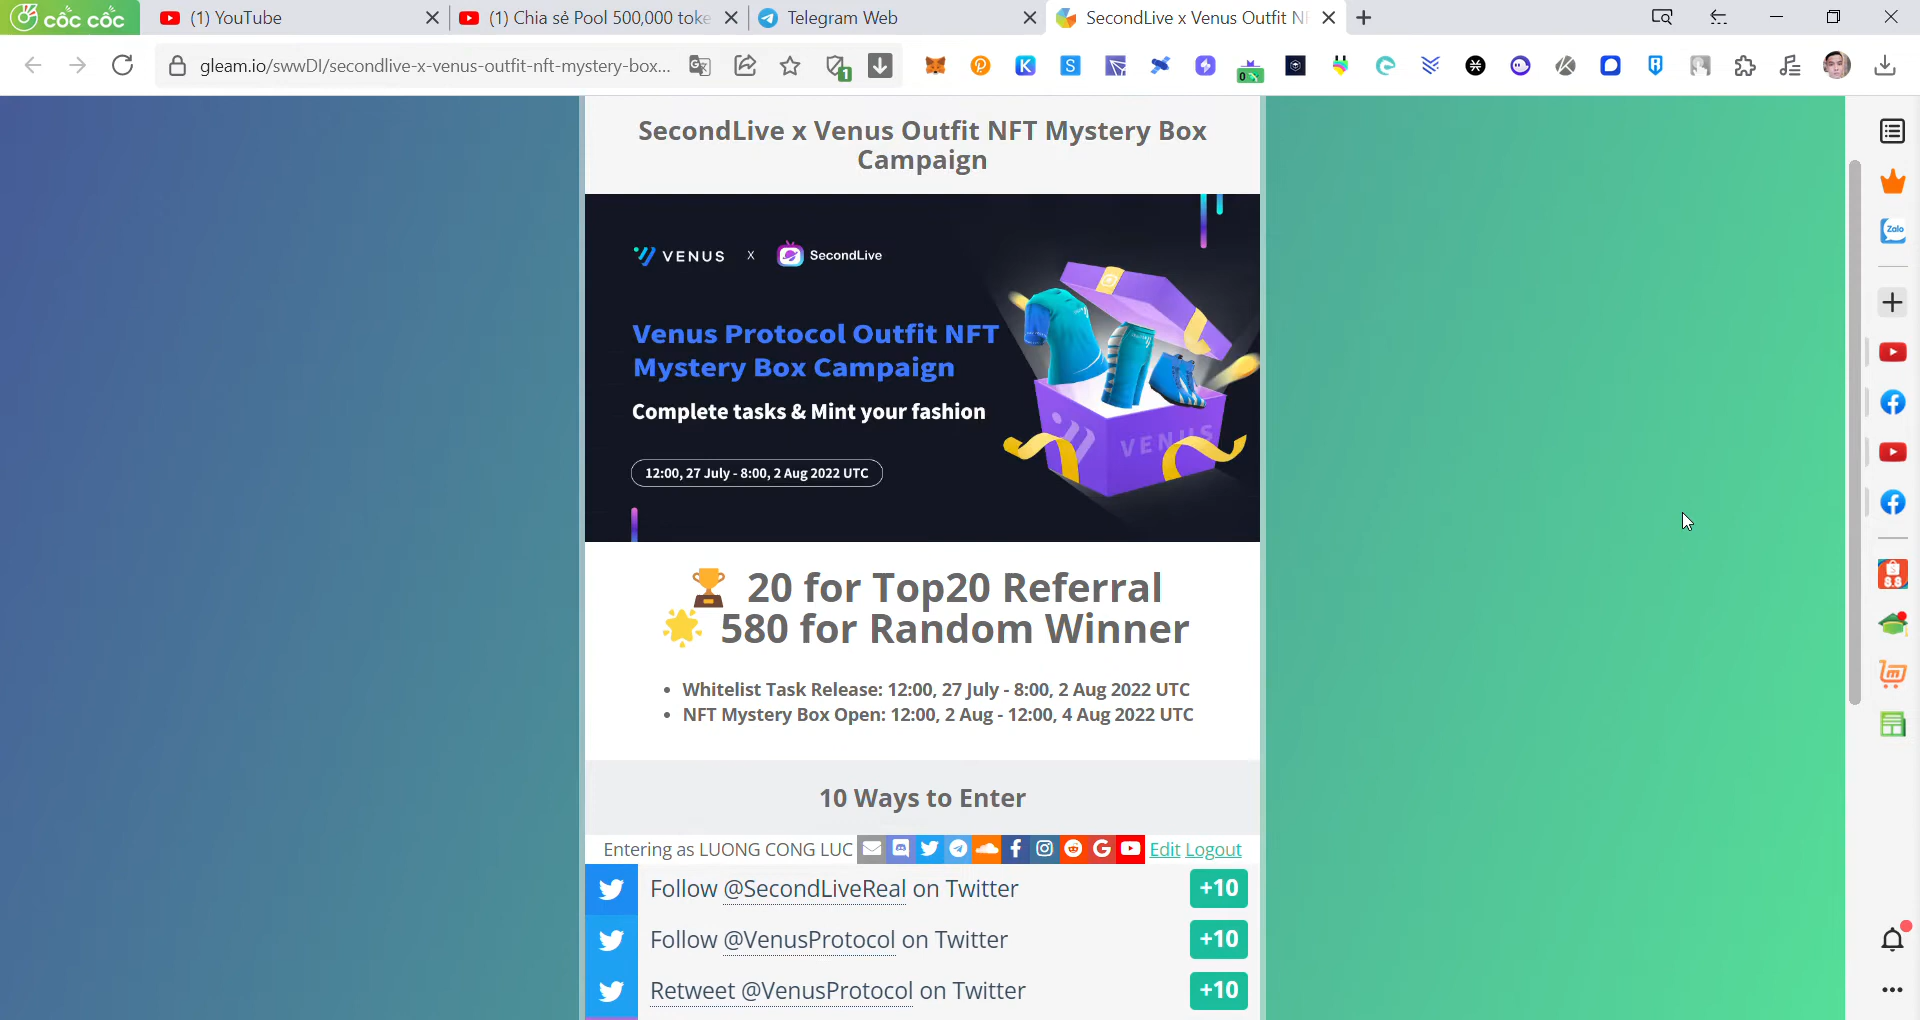 cốc cốc
(1) YouTube
(1) Chia sẻ Pool 500,000 toke
Telegram Web
SecondLive x Venus Outfit NF
gleam.io/swwDI/secondlive-x-venus-outfit-nft-mystery-box...
1
0
SecondLive x Venus Outfit NFT Mystery Box
Campaign
VENUS X SecondLive
Venus Protocol Outfit NFT
Mystery Box Campaign
Complete tasks & Mint your fashion
12:00, 27 July - 8:00, 2 Aug 2022 UTC
VENUS
20 for Top20 Referral
580 for Random Winner
• Whitelist Task Release: 12:00, 27 July - 8:00, 2 Aug 2022 UTC
• NFT Mystery Box Open: 12:00, 2 Aug - 12:00, 4 Aug 2022 UTC
10 Ways to Enter
Entering as LUONG CONG LUC Edit Logout
Follow @SecondLiveReal on Twitter +10
Follow @VenusProtocol on Twitter +10
Retweet @VenusProtocol on Twitter +10
Zalo
8.8